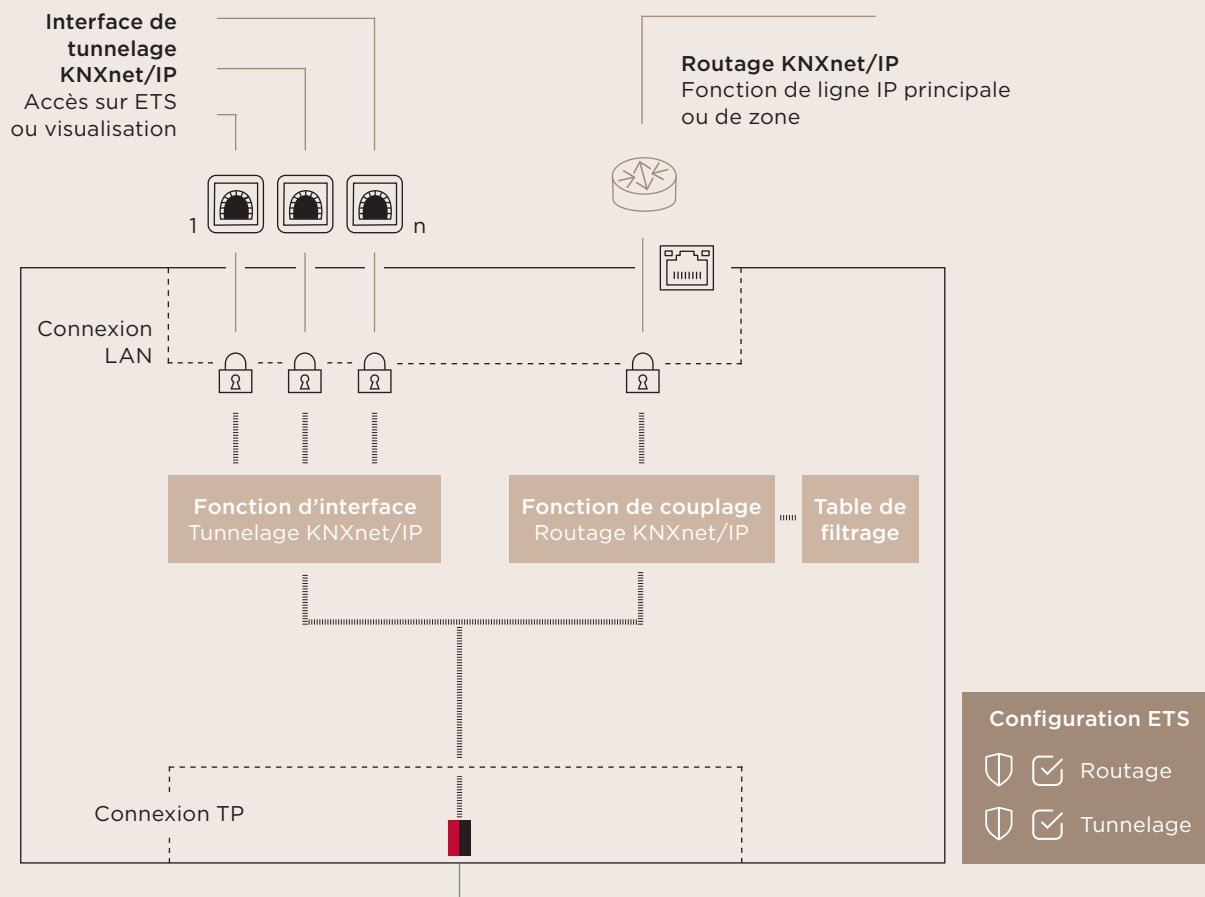 Interface de
tunnelage
KNXnet/IP
Accès sur ETS
ou visualisation
Routage KNXnet/IP
Fonction de ligne IP principale
ou de zone
1
n
Connexion
LAN
Fonction d'interface
Tunnelage KNXnet/IP
Fonction de couplage
Routage KNXnet/IP
Table de
filtrage
Configuration ETS
Routage
Tunnelage
Connexion TP